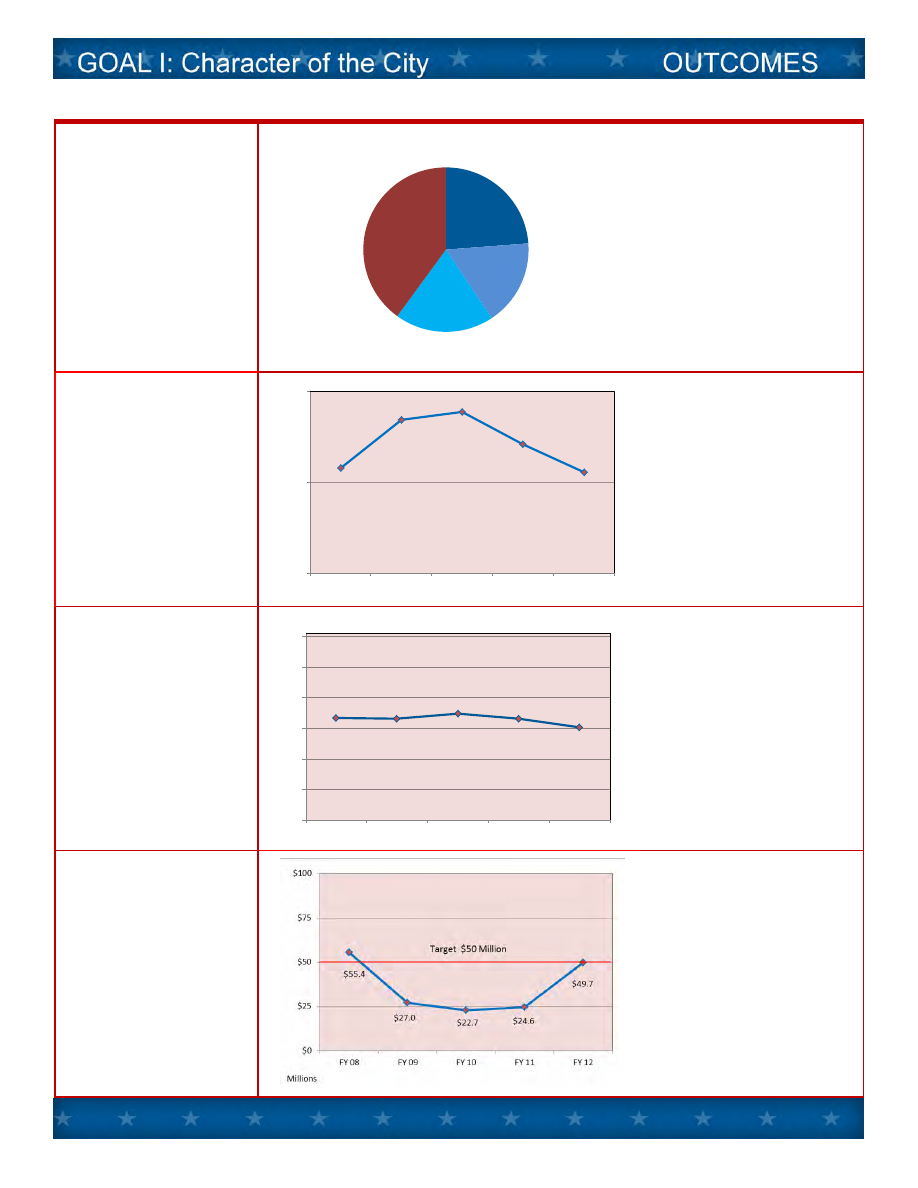 GOAL I: Character of the City OUTCOMES
$100
$75
Target $50 Million
$50
$55.4
$49.7
$25
$27.0
$22.7
$24.6
$0
FY 08 FY 09 FY 10 FY 11 FY 12
Millions